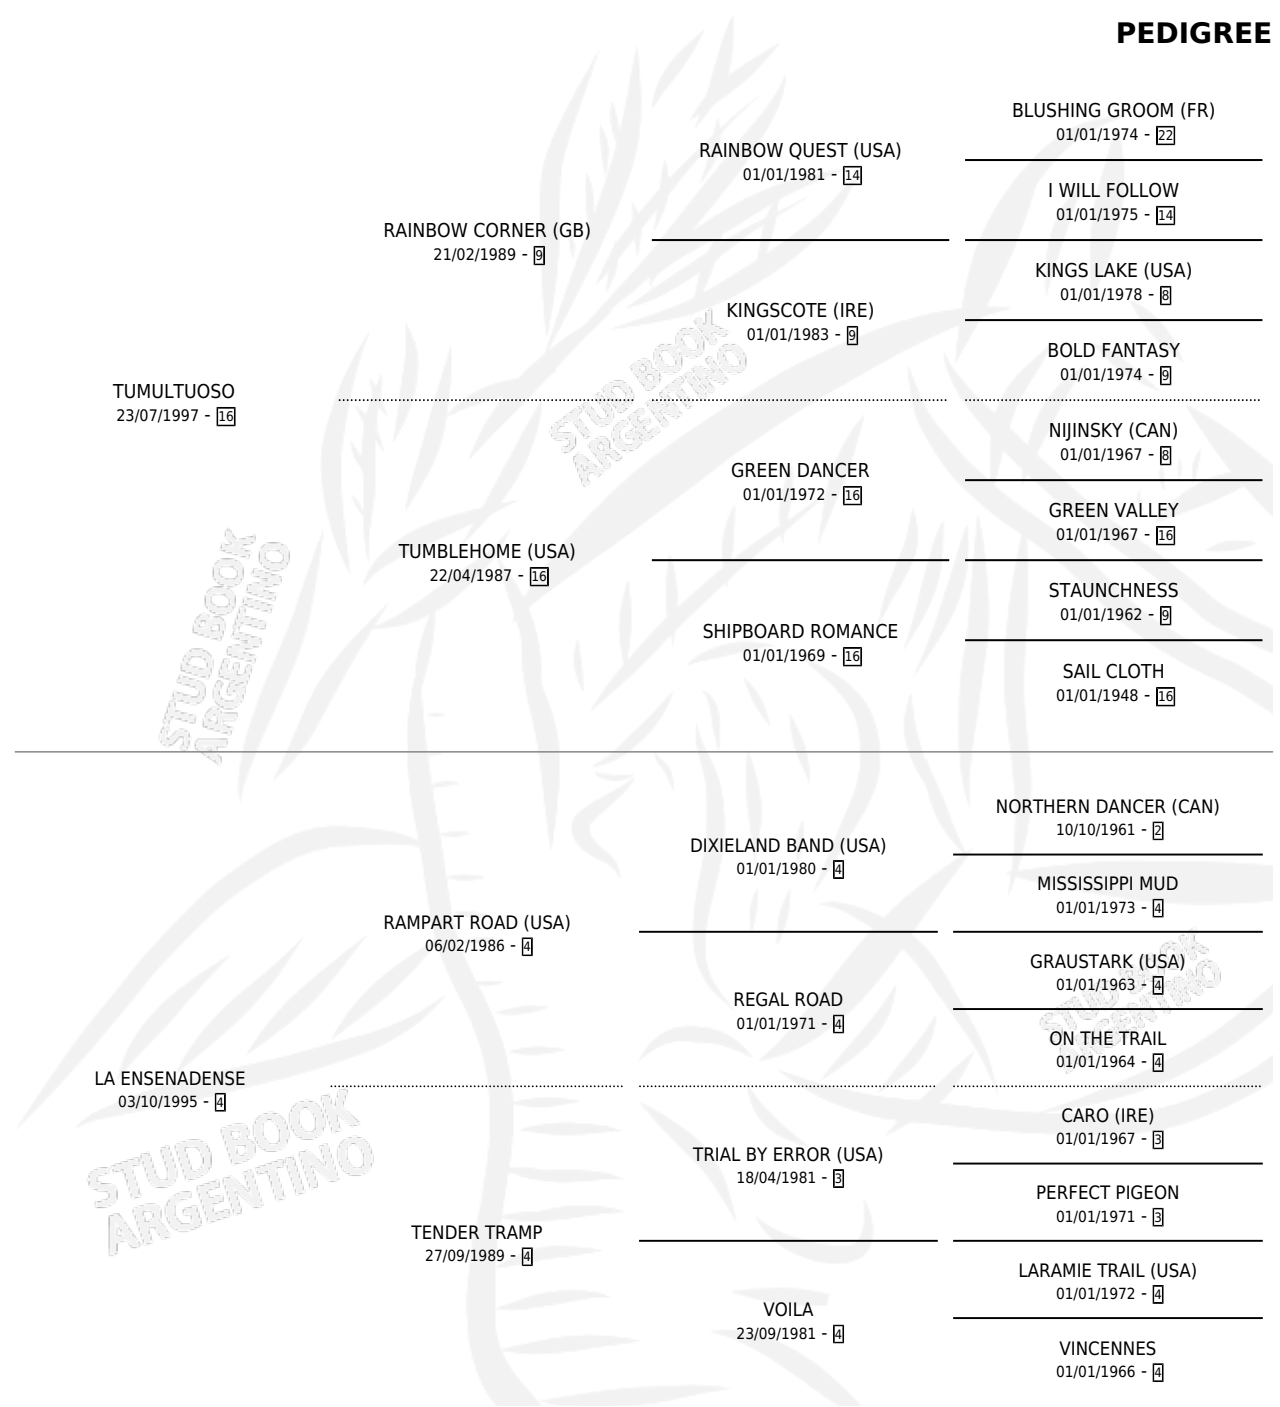 PEDIGREE
BLUSHING GROOM (FR)
01/01/1974 - 22
RAINBOW QUEST (USA)
01/01/1981 - 14
I WILL FOLLOW
01/01/1975 - 14
RAINBOW CORNER (GB)
21/02/1989 - 9
KINGS LAKE (USA)
01/01/1978 - 8
KINGSCOTE (IRE)
01/01/1983 - 9
BOLD FANTASY
01/01/1974 - 9
TUMULTUOSO
23/07/1997 - 16
NIJINSKY (CAN)
01/01/1967 - 8
GREEN DANCER
01/01/1972 - 16
GREEN VALLEY
01/01/1967 - 16
TUMBLEHOME (USA)
22/04/1987 - 16
STAUNCHNESS
01/01/1962 - 9
SHIPBOARD ROMANCE
01/01/1969 - 16
SAIL CLOTH
01/01/1948 - 16
NORTHERN DANCER (CAN)
10/10/1961 - 2
DIXIELAND BAND (USA)
01/01/1980 - 4
MISSISSIPPI MUD
01/01/1973 - 4
RAMPART ROAD (USA)
06/02/1986 - 4
GRAUSTARK (USA)
01/01/1963 - 4
REGAL ROAD
01/01/1971 - 4
ON THE TRAIL
01/01/1964 - 4
LA ENSENADENSE
03/10/1995 - 4
CARO (IRE)
01/01/1967 - 3
TRIAL BY ERROR (USA)
18/04/1981 - 3
PERFECT PIGEON
01/01/1971 - 3
TENDER TRAMP
27/09/1989 - 4
LARAMIE TRAIL (USA)
01/01/1972 - 4
VOILA
23/09/1981 - 4
VINCENNES
01/01/1966 - 4
STUD BOOK
ARGENTINO
STUD BOOK
ARGENTINO
STUD BOOK
ARGENTINO
STUD BOOK
ARGENTINO